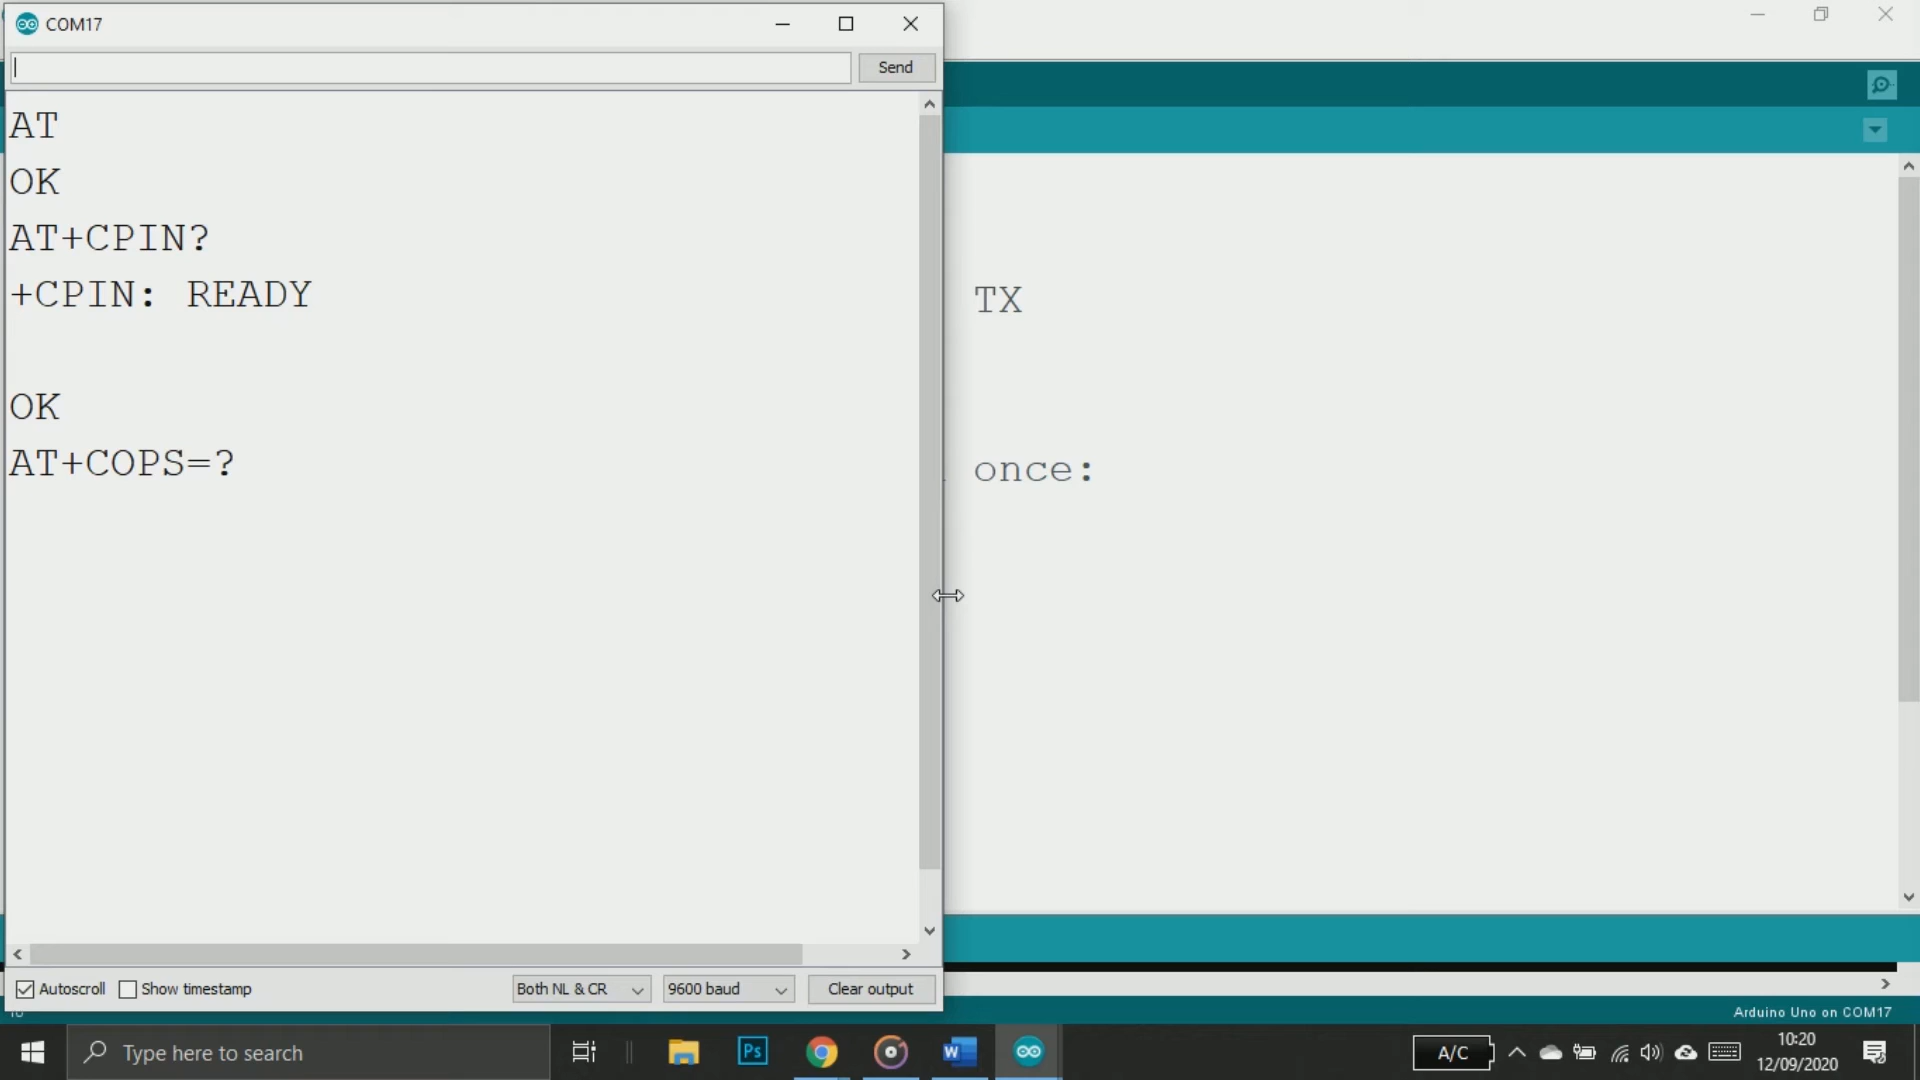 COM17
Send
AT
OK
AT+CPIN?
+CPIN: READY
OK
AT+COPS=?
TX
once:
Autoscroll
Show timestamp
Both NL & CR
9600 baud
Clear output
Arduino Uno on COM17
Type here to search
Ps
W
A/C
10:20
12/09/2020